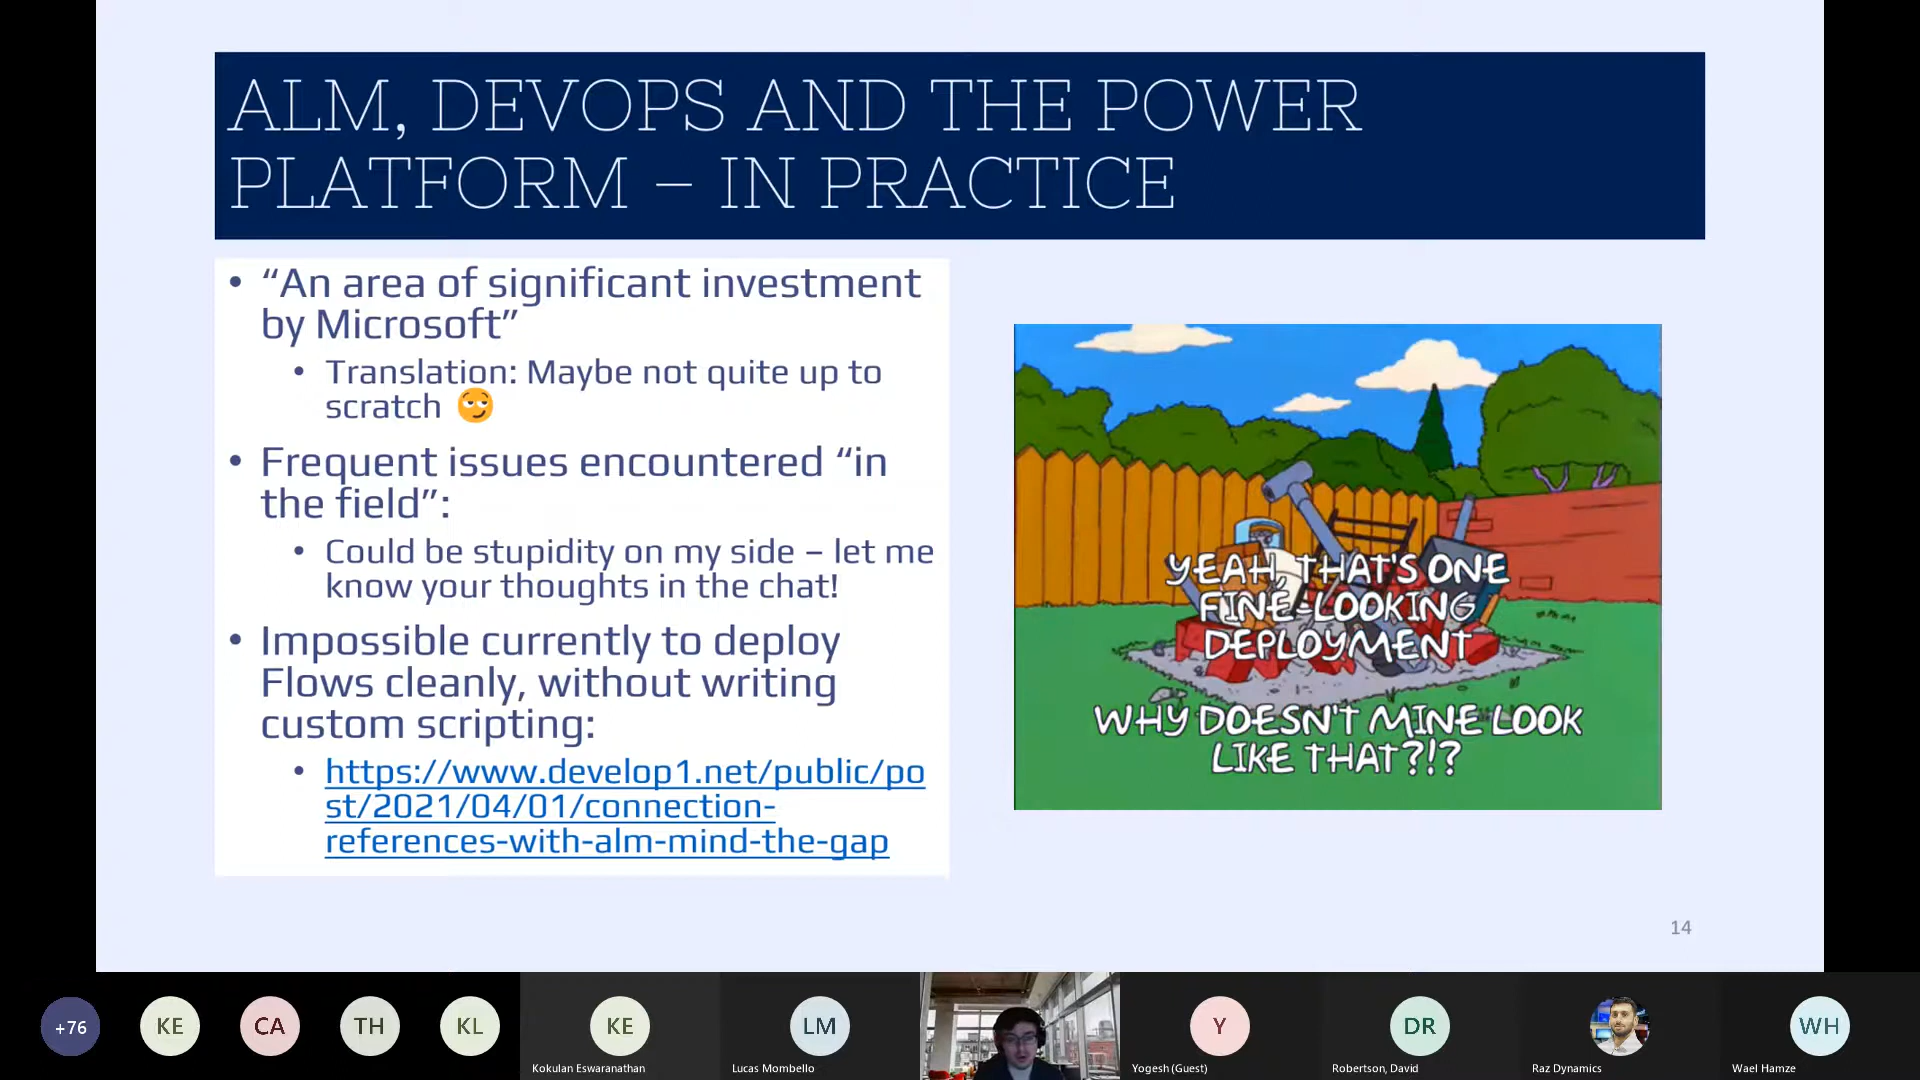 ALM, DEVOPS AND THE POWER
PLATFORM – IN PRACTICE
• “An area of significant investment
by Microsoft”
• Translation: Maybe not quite up to
scratch 😏
• Frequent issues encountered “in
the field”:
• Could be stupidity on my side – let me
know your thoughts in the chat!
• Impossible currently to deploy
Flows cleanly, without writing
custom scripting:
• https://www.develop1.net/public/po
st/2021/04/01/connection-
references-with-alm-mind-the-gap
YEAH, THAT'S ONE
FINE-LOOKING
DEPLOYMENT
WHY DOESN'T MINE LOOK
LIKE THAT?!?
14
+76
KE
CA
TH
KL
KE
LM
Y
DR
WH
Kokulan Eswaranathan
Lucas Mombello
Yogesh (Guest)
Robertson, David
Raz Dynamics
Wael Hamze